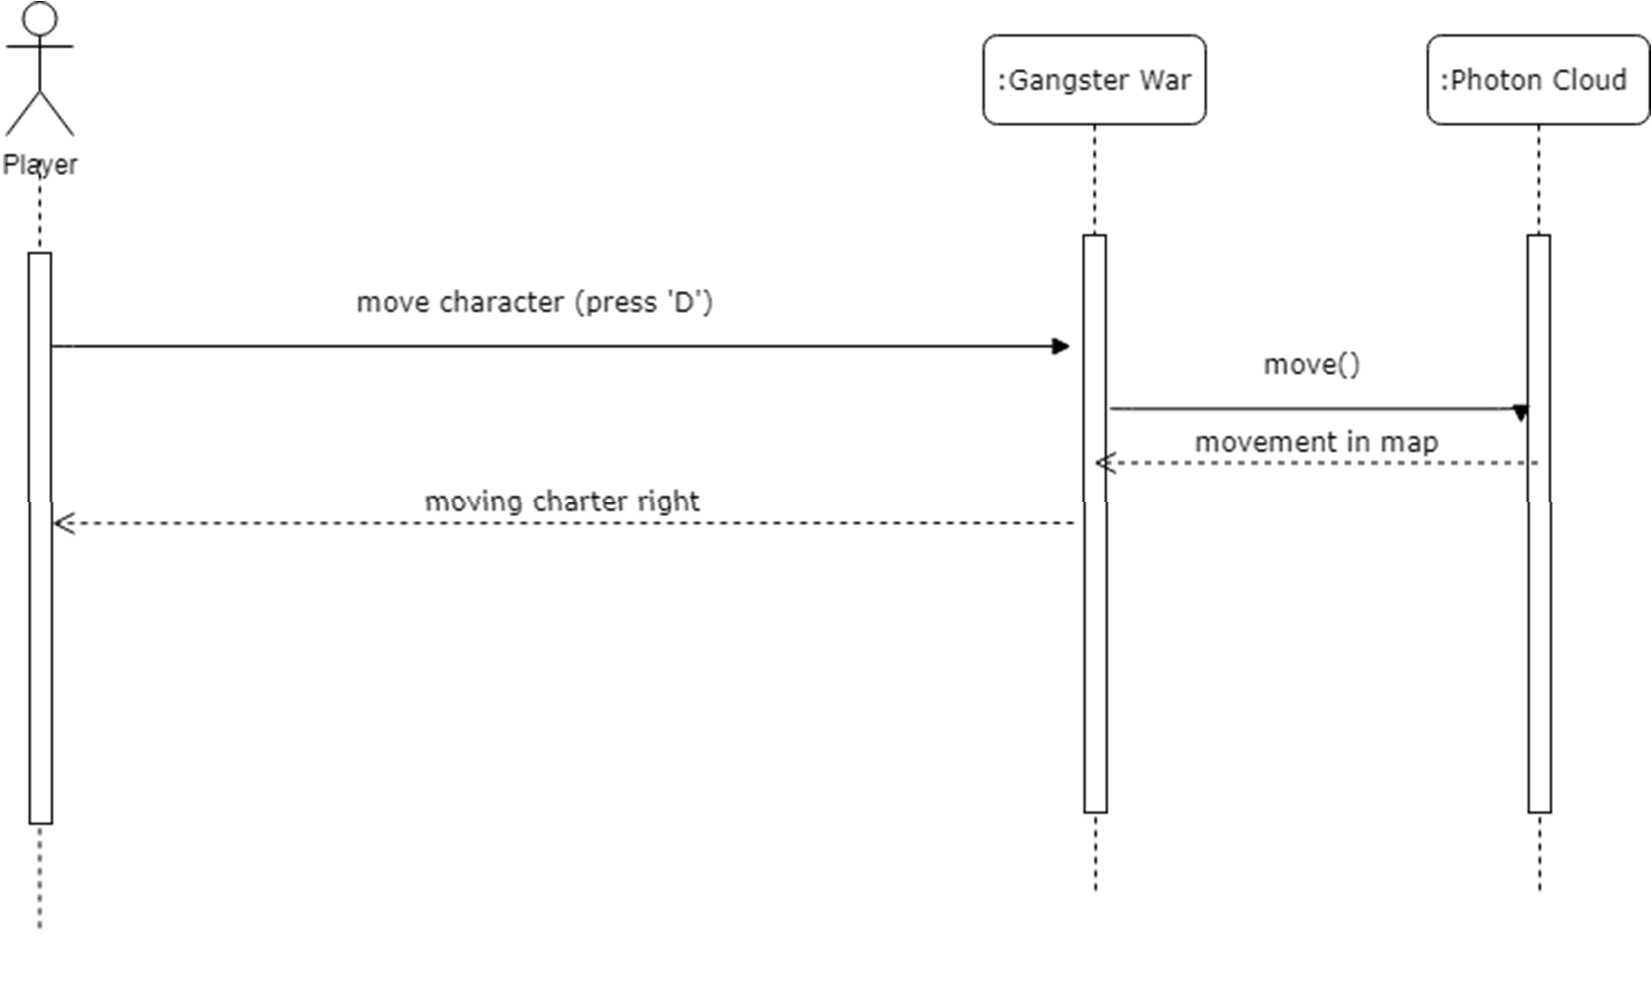 :Gangster War
:Photon Cloud
Player
move character (press 'D')
move()
movement in map
moving charter right